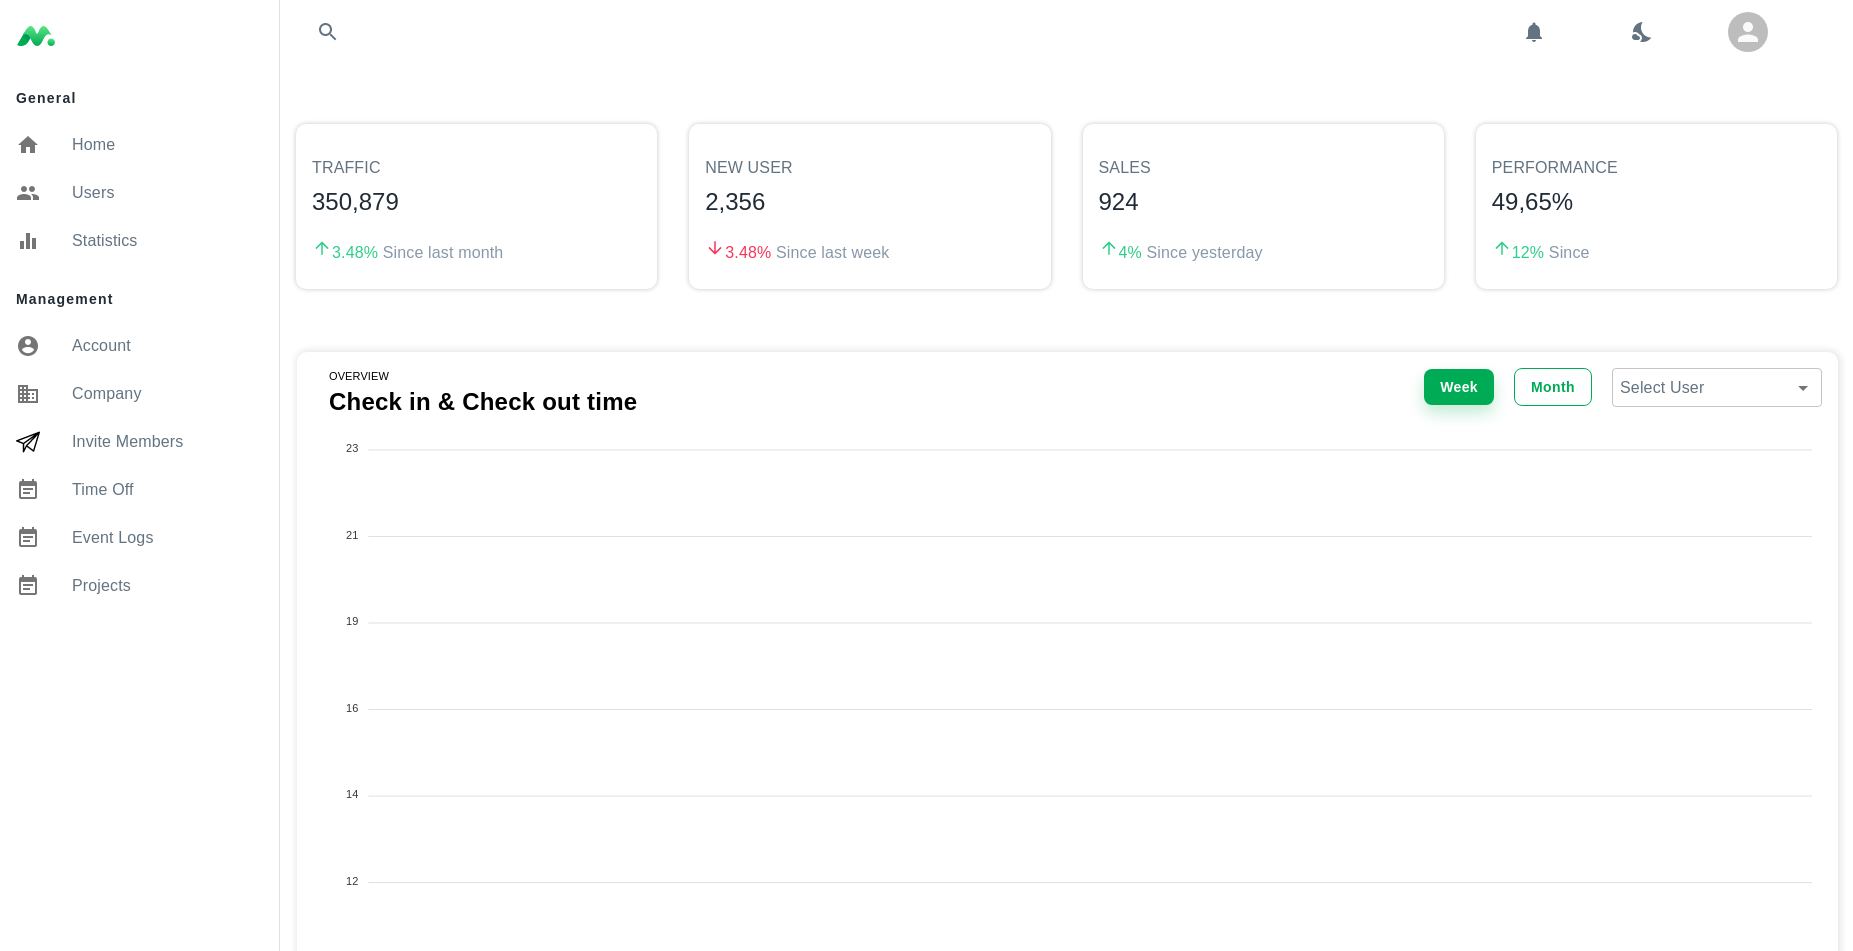 General
Home
Users
Statistics
Management
Account
Company
Invite Members
Time Off
Event Logs
Projects
TRAFFIC
350,879
3.48% Since last month
NEW USER
2,356
3.48% Since last week
SALES
924
4% Since yesterday
PERFORMANCE
49,65%
12% Since
OVERVIEW
Check in & Check out time
Week
Month
Select User
23
21
19
16
14
12